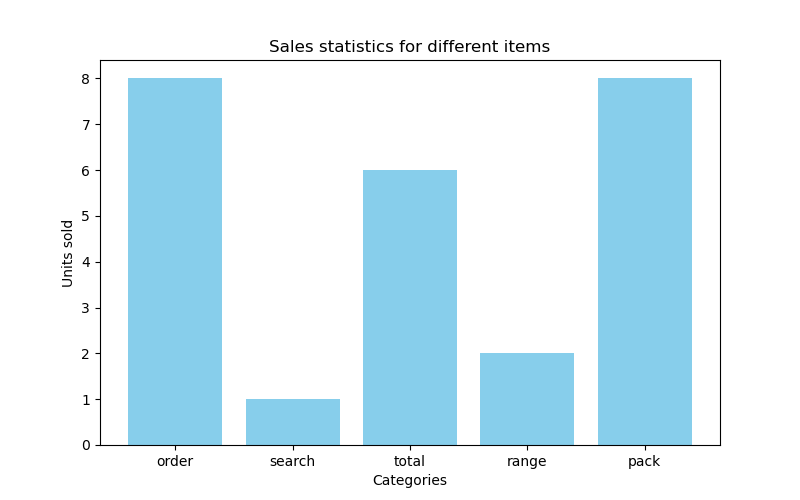 Sales statistics for different items
Units sold
8
7
6
5
4
3
2
1
0
order search total range pack
Categories